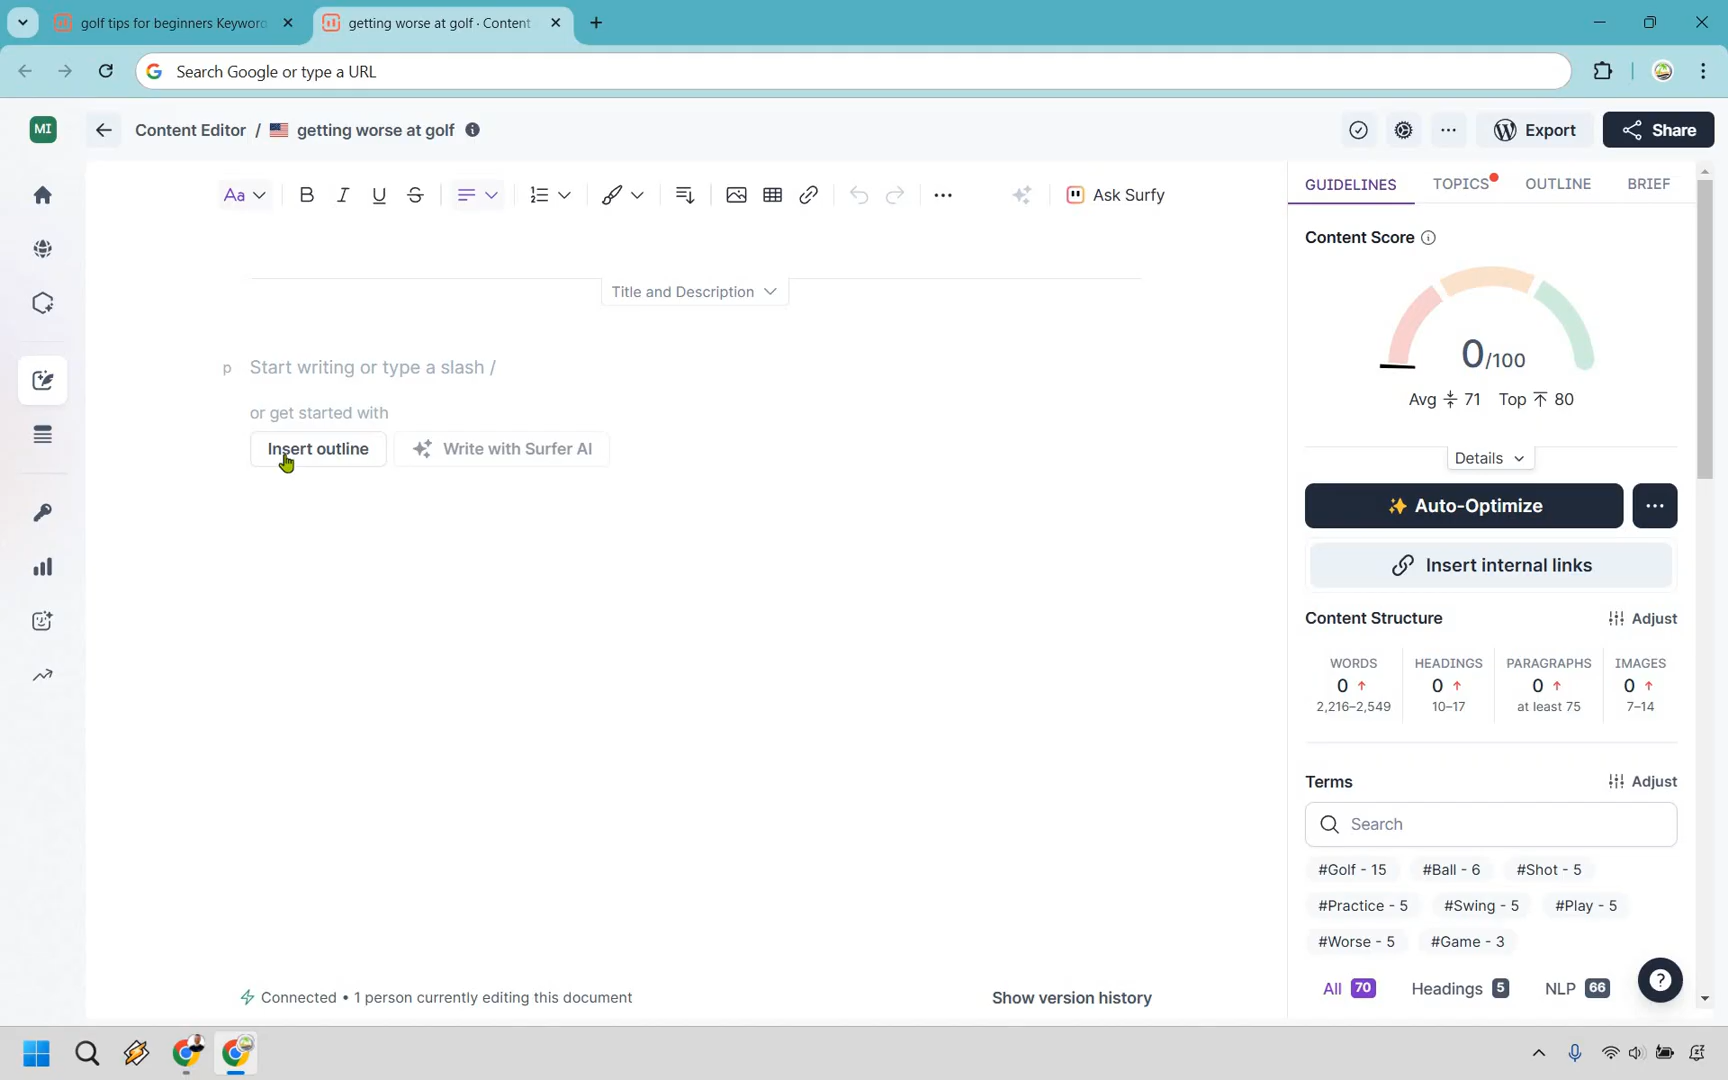 golf tips for beginners Keyword
getting worse at golf · Content
Search Google or type a URL
MI
Content Editor / getting worse at golf
Export
Share
Aa
B I U S
Ask Surfy
GUIDELINES TOPICS OUTLINE BRIEF
Content Score
Title and Description
0/100
Avg 71 Top 80
p Start writing or type a slash /
or get started with
Insert outline
Write with Surfer AI
Details
Auto-Optimize
Insert internal links
Content Structure Adjust
WORDS HEADINGS PARAGRAPHS IMAGES
0 ↑ 0 ↑ 0 ↑ 0 ↑
2,216–2,549 10–17 at least 75 7–14
Terms Adjust
Search
#Golf - 15 #Ball - 6 #Shot - 5
#Practice - 5 #Swing - 5 #Play - 5
#Worse - 5 #Game - 3
All 70 Headings 5 NLP 66
Connected • 1 person currently editing this document
Show version history